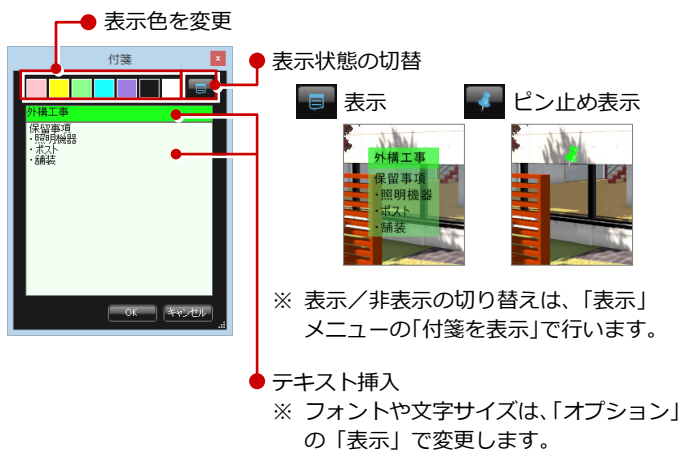 表示色を変更
付箋
x
外構工事
保留事項
・照明機器
・ポスト
・舗装
OK
キャンセル
表示状態の切替
表示
ピン止め表示
外構工事
保留事項
・照明機器
・ポスト
・舗装
※ 表示／非表示の切り替えは、「表示」
メニューの「付箋を表示」で行います。
テキスト挿入
※ フォントや文字サイズは、「オプション」
の「表示」で変更します。